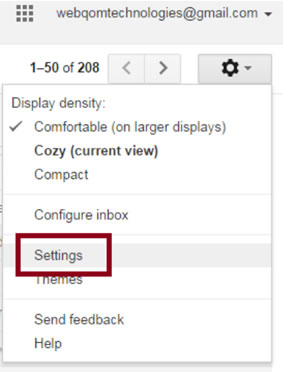 webqomtechnologies@gmail.com
1–50 of 208
Display density:
Comfortable (on larger displays)
Cozy (current view)
Compact
Configure inbox
Settings
Themes
Send feedback
Help